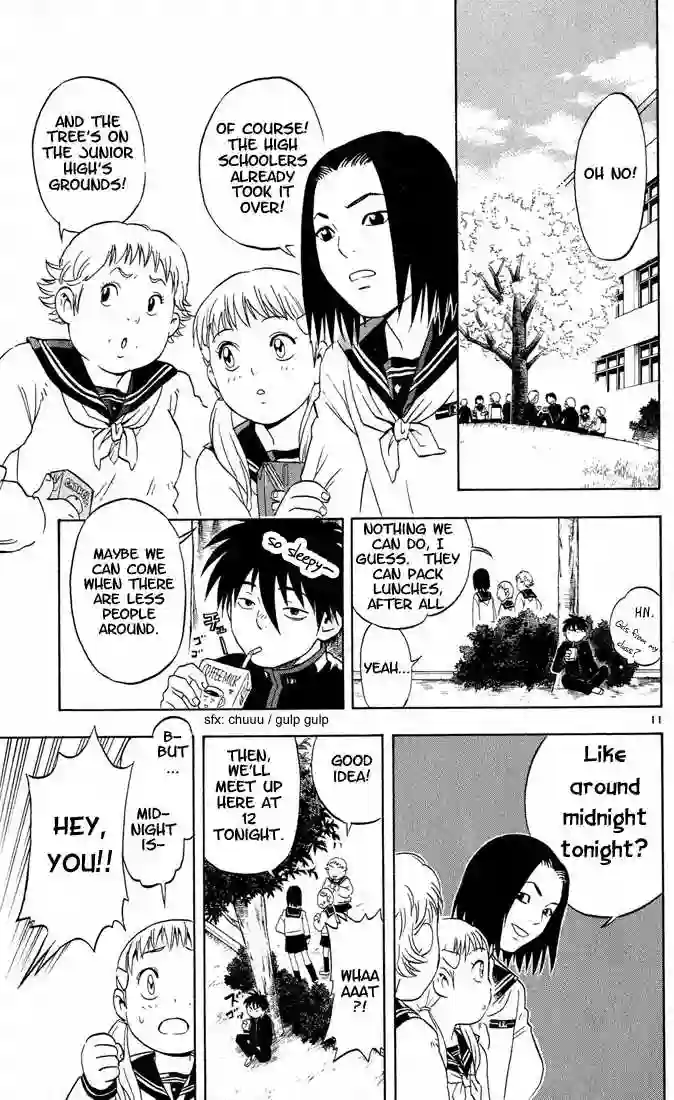 OH NO!
OF COURSE!
THE HIGH
SCHOOLERS
ALREADY
TOOK IT
OVER!
AND THE
TREE'S ON
THE JUNIOR
HIGH'S
GROUNDS!
NOTHING WE
CAN DO, I
GUESS. THEY
CAN PACK
LUNCHES,
AFTER ALL
YEAH...
HN.
Girls from my
class?
so sleepy~
MAYBE WE
CAN COME
WHEN THERE
ARE LESS
PEOPLE
AROUND.
COFFEE MILK
sfx: chuuu / gulp gulp
11
Like
around
midnight
tonight?
GOOD
IDEA!
THEN,
WE'LL
MEET UP
HERE AT
12
TONIGHT.
WHAA
AAAT
?!
B-
BUT
...
MID-
NIGHT IS-
HEY,
YOU!!